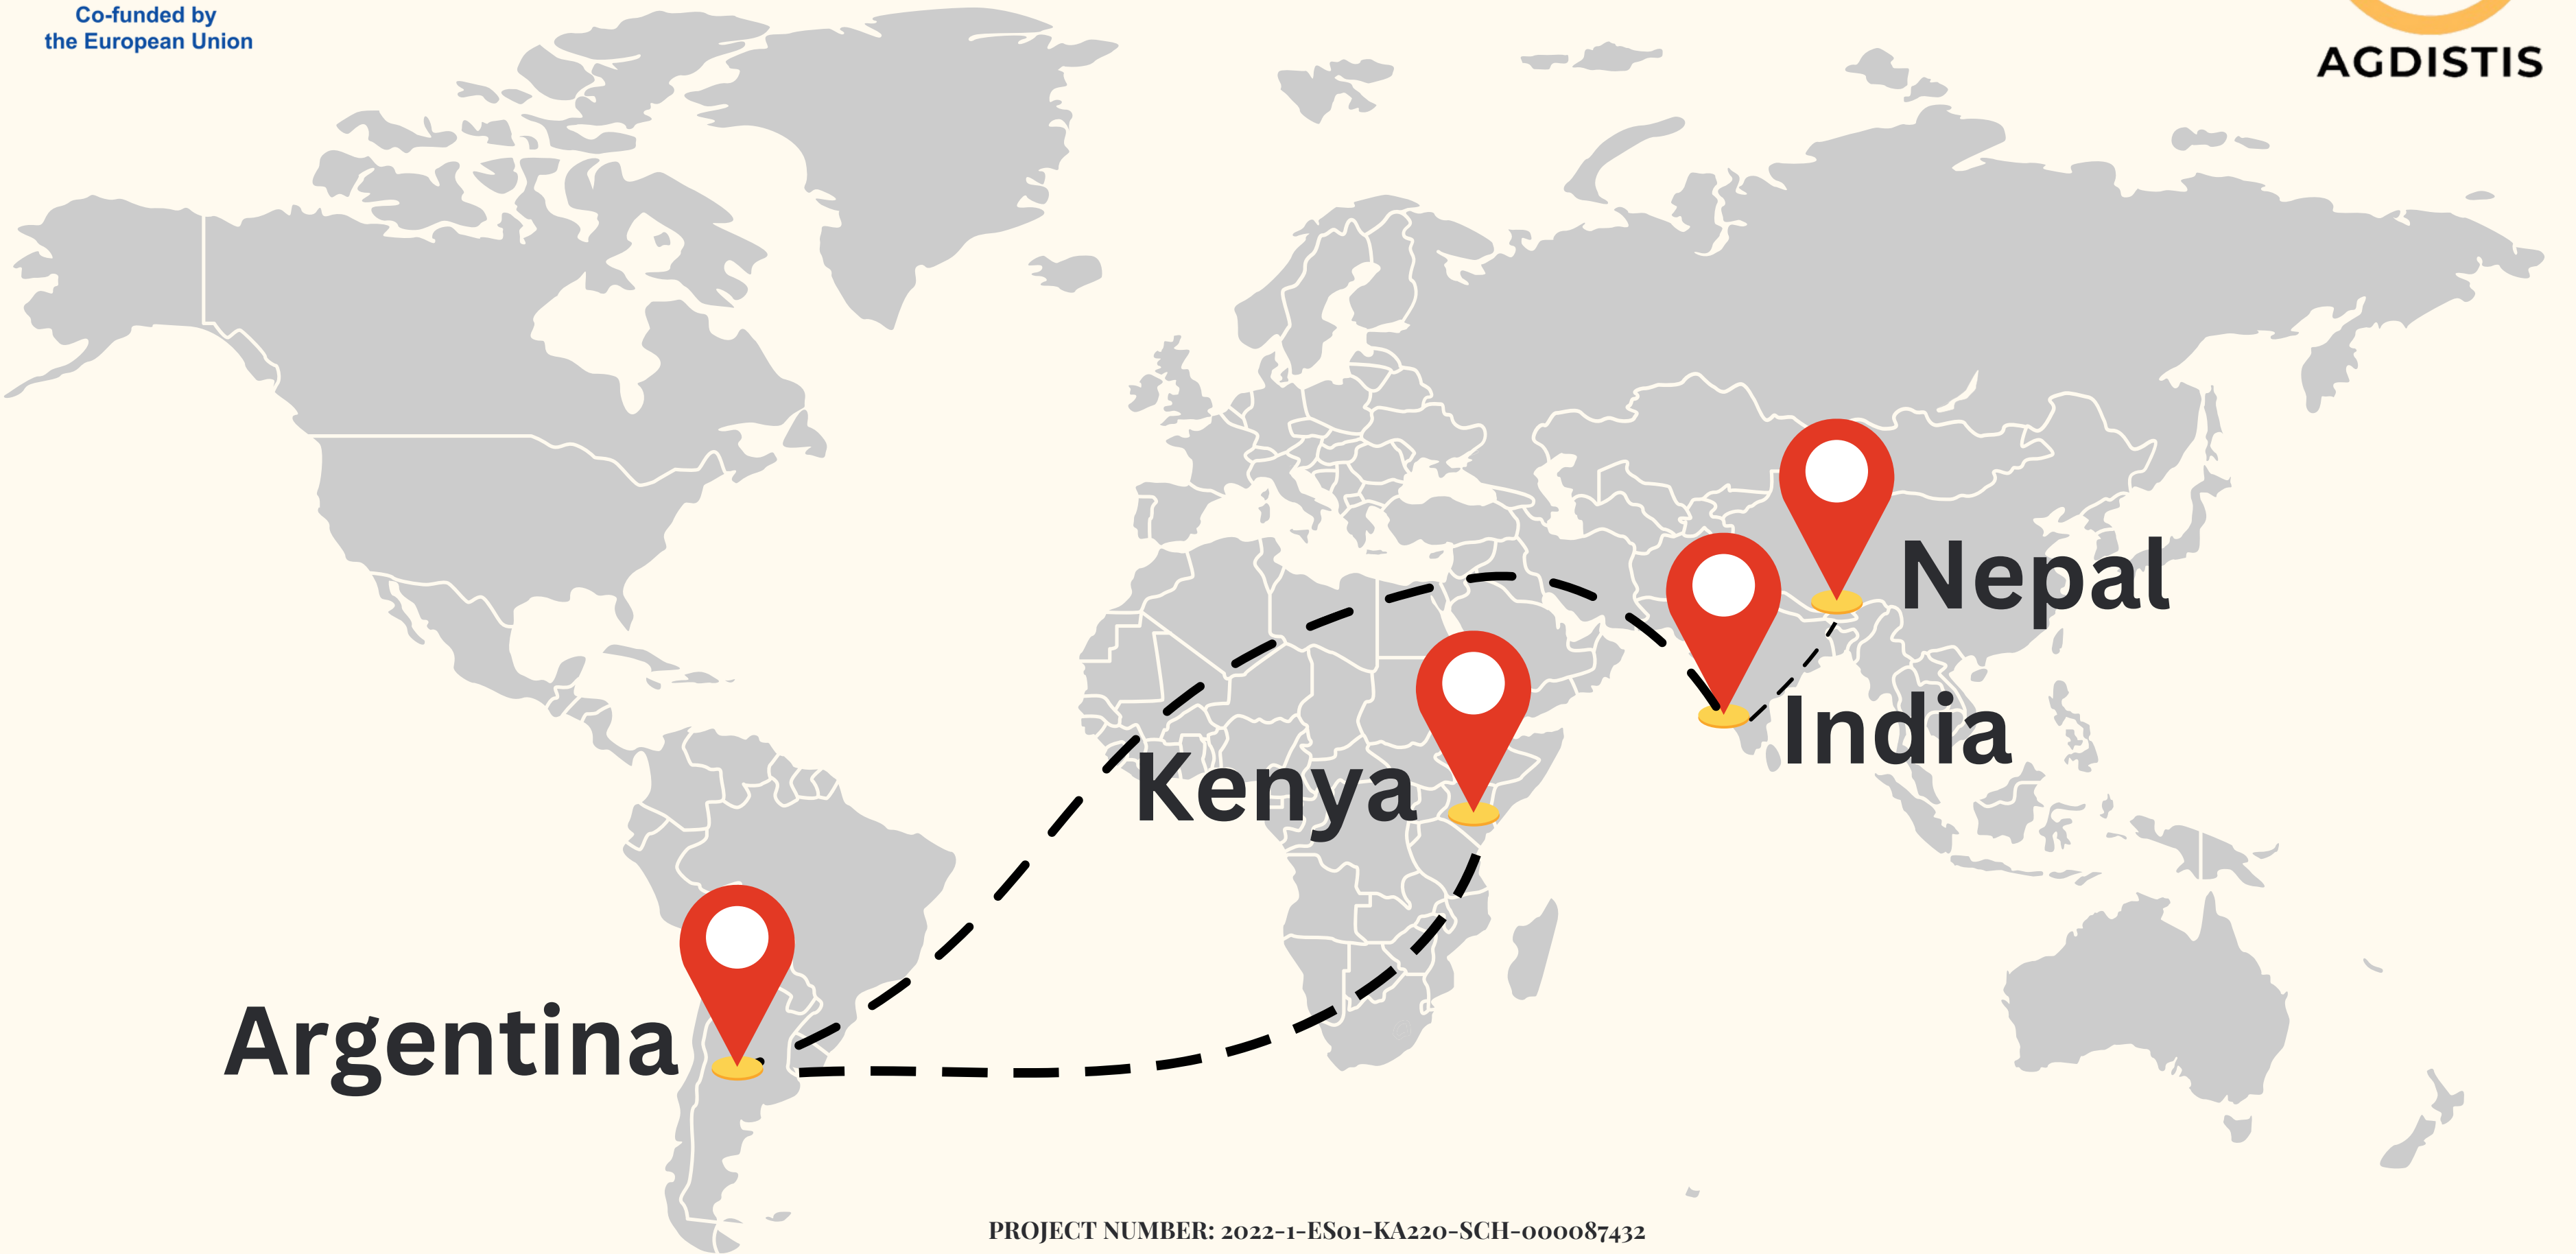 Co-funded by
the European Union
AGDISTIS
Nepal
India
Kenya
Argentina
PROJECT NUMBER: 2022-1-ES01-KA220-SCH-000087432